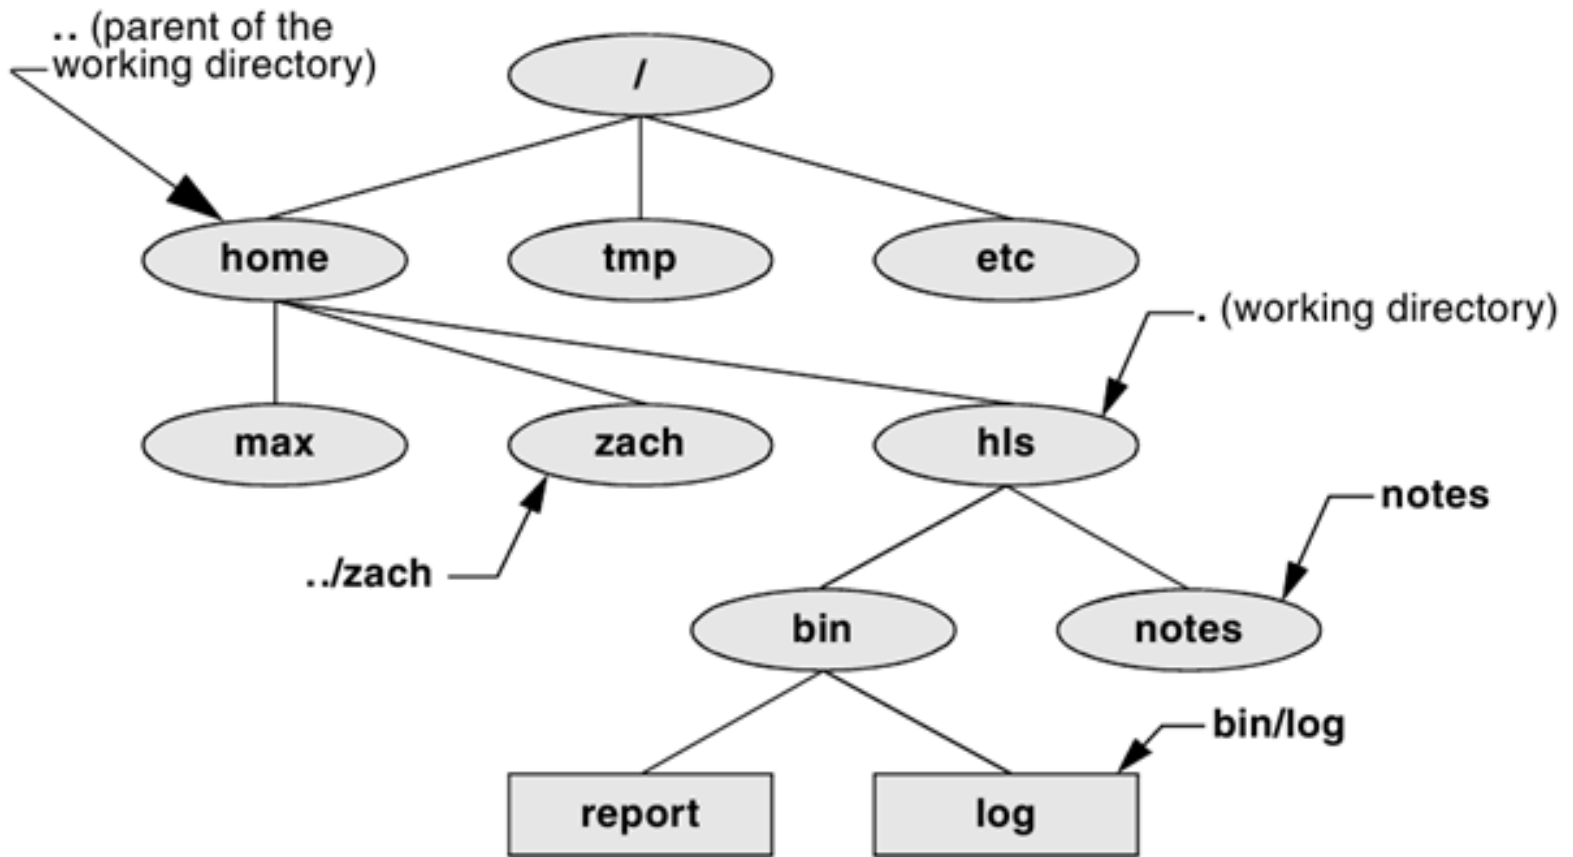 .. (parent of the
working directory)
/
home
tmp
etc
. (working directory)
max
zach
hls
notes
../zach
bin
notes
bin/log
report
log